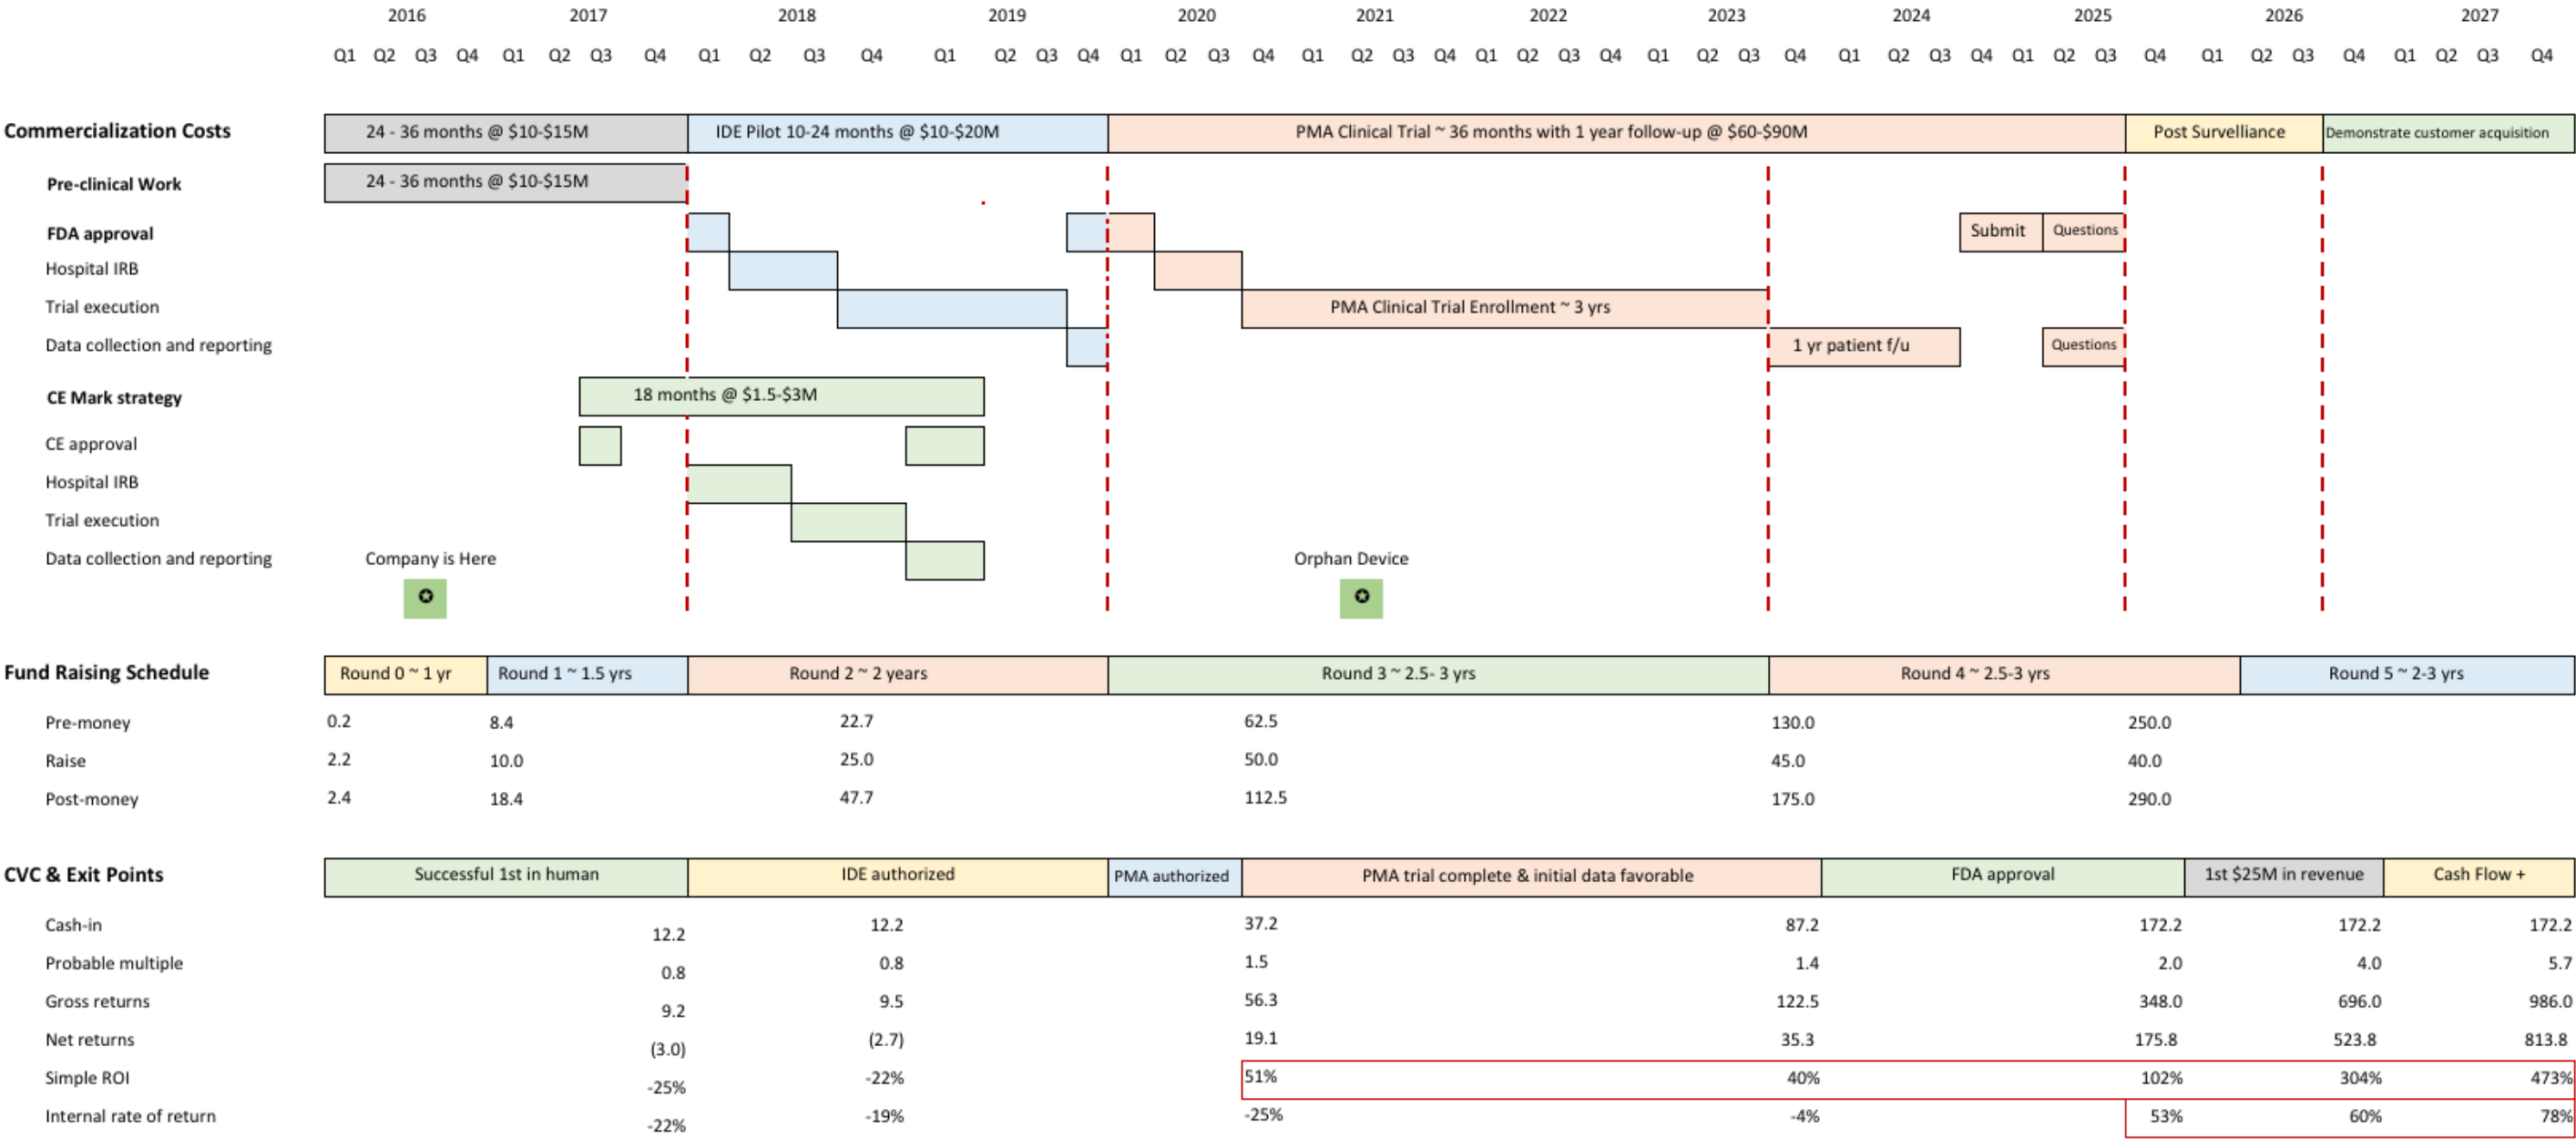 2016 2017 2018 2019 2020 2021 2022 2023 2024 2025 2026 2027
Q1 Q2 Q3 Q4 Q1 Q2 Q3 Q4 Q1 Q2 Q3 Q4 Q1 Q2 Q3 Q4 Q1 Q2 Q3 Q4 Q1 Q2 Q3 Q4 Q1 Q2 Q3 Q4 Q1 Q2 Q3 Q4 Q1 Q2 Q3 Q4 Q1 Q2 Q3 Q4 Q1 Q2 Q3 Q4 Q1 Q2 Q3 Q4
Commercialization Costs 24 - 36 months @ $10-$15M IDE Pilot 10-24 months @ $10-$20M PMA Clinical Trial ~ 36 months with 1 year follow-up @ $60-$90M Post Survelliance Demonstrate customer acquisition
Pre-clinical Work 24 - 36 months @ $10-$15M
FDA approval Submit Questions
Hospital IRB
Trial execution PMA Clinical Trial Enrollment ~ 3 yrs
Data collection and reporting 1 yr patient f/u Questions
CE Mark strategy 18 months @ $1.5-$3M
CE approval
Hospital IRB
Trial execution
Data collection and reporting Company is Here Orphan Device
Fund Raising Schedule Round 0 ~ 1 yr Round 1 ~ 1.5 yrs Round 2 ~ 2 years Round 3 ~ 2.5- 3 yrs Round 4 ~ 2.5-3 yrs Round 5 ~ 2-3 yrs
Pre-money 0.2 8.4 22.7 62.5 130.0 250.0
Raise 2.2 10.0 25.0 50.0 45.0 40.0
Post-money 2.4 18.4 47.7 112.5 175.0 290.0
CVC & Exit Points Successful 1st in human IDE authorized PMA authorized PMA trial complete & initial data favorable FDA approval 1st $25M in revenue Cash Flow +
Cash-in 12.2 12.2 37.2 87.2 172.2 172.2 172.2
Probable multiple 0.8 0.8 1.5 1.4 2.0 4.0 5.7
Gross returns 9.2 9.5 56.3 122.5 348.0 696.0 986.0
Net returns (3.0) (2.7) 19.1 35.3 175.8 523.8 813.8
Simple ROI -25% -22% 51% 40% 102% 304% 473%
Internal rate of return -22% -19% -25% -4% 53% 60% 78%